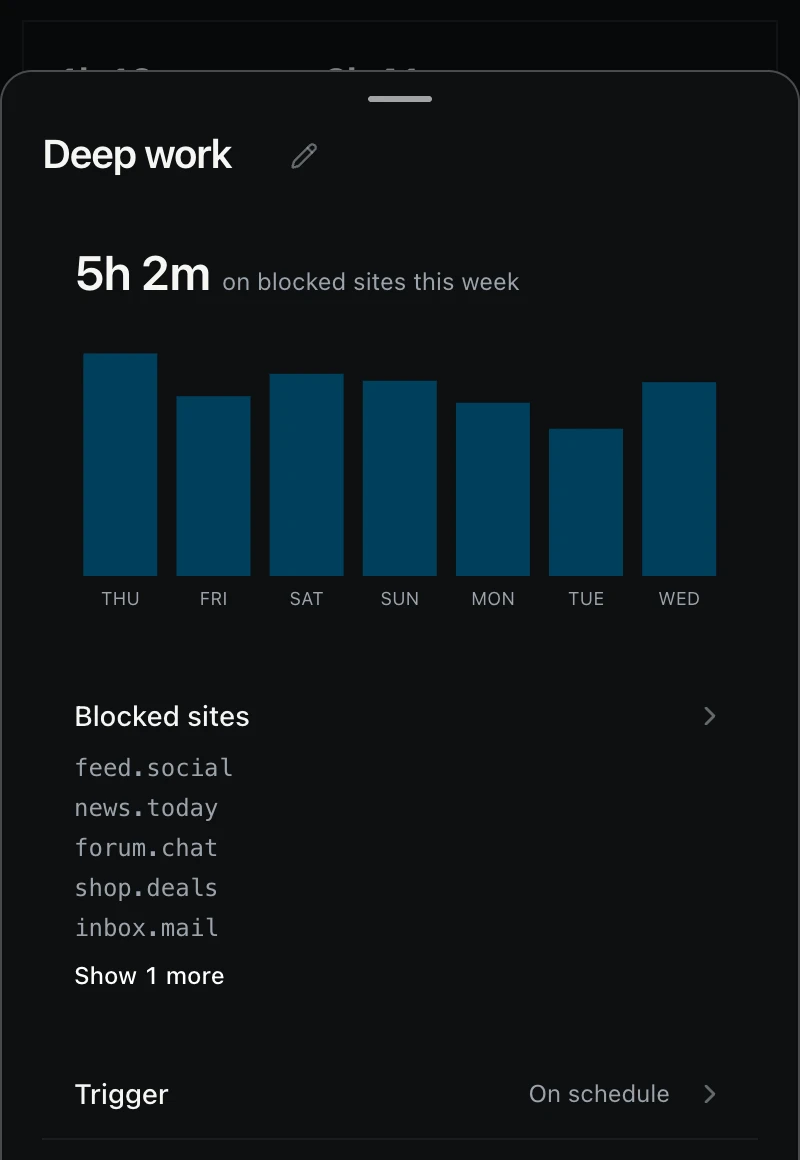 Deep work
5h 2m on blocked sites this week
THU FRI SAT SUN MON TUE WED
Blocked sites
feed.social
news.today
forum.chat
shop.deals
inbox.mail
Show 1 more
Trigger On schedule